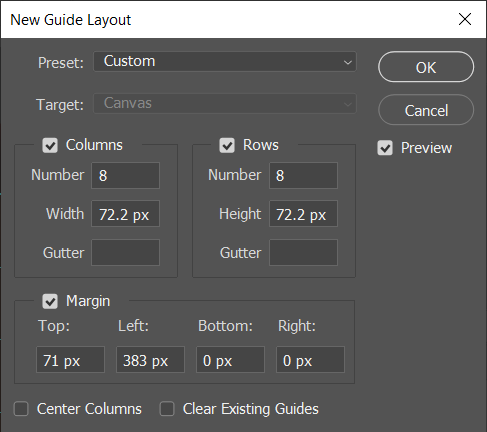 New Guide Layout
Preset: Custom
OK
Target: Canvas
Cancel
Columns
Rows
Preview
Number 8
Number 8
Width 72.2 px
Height 72.2 px
Gutter
Gutter
Margin
Top: Left: Bottom: Right:
71 px 383 px 0 px 0 px
Center Columns Clear Existing Guides